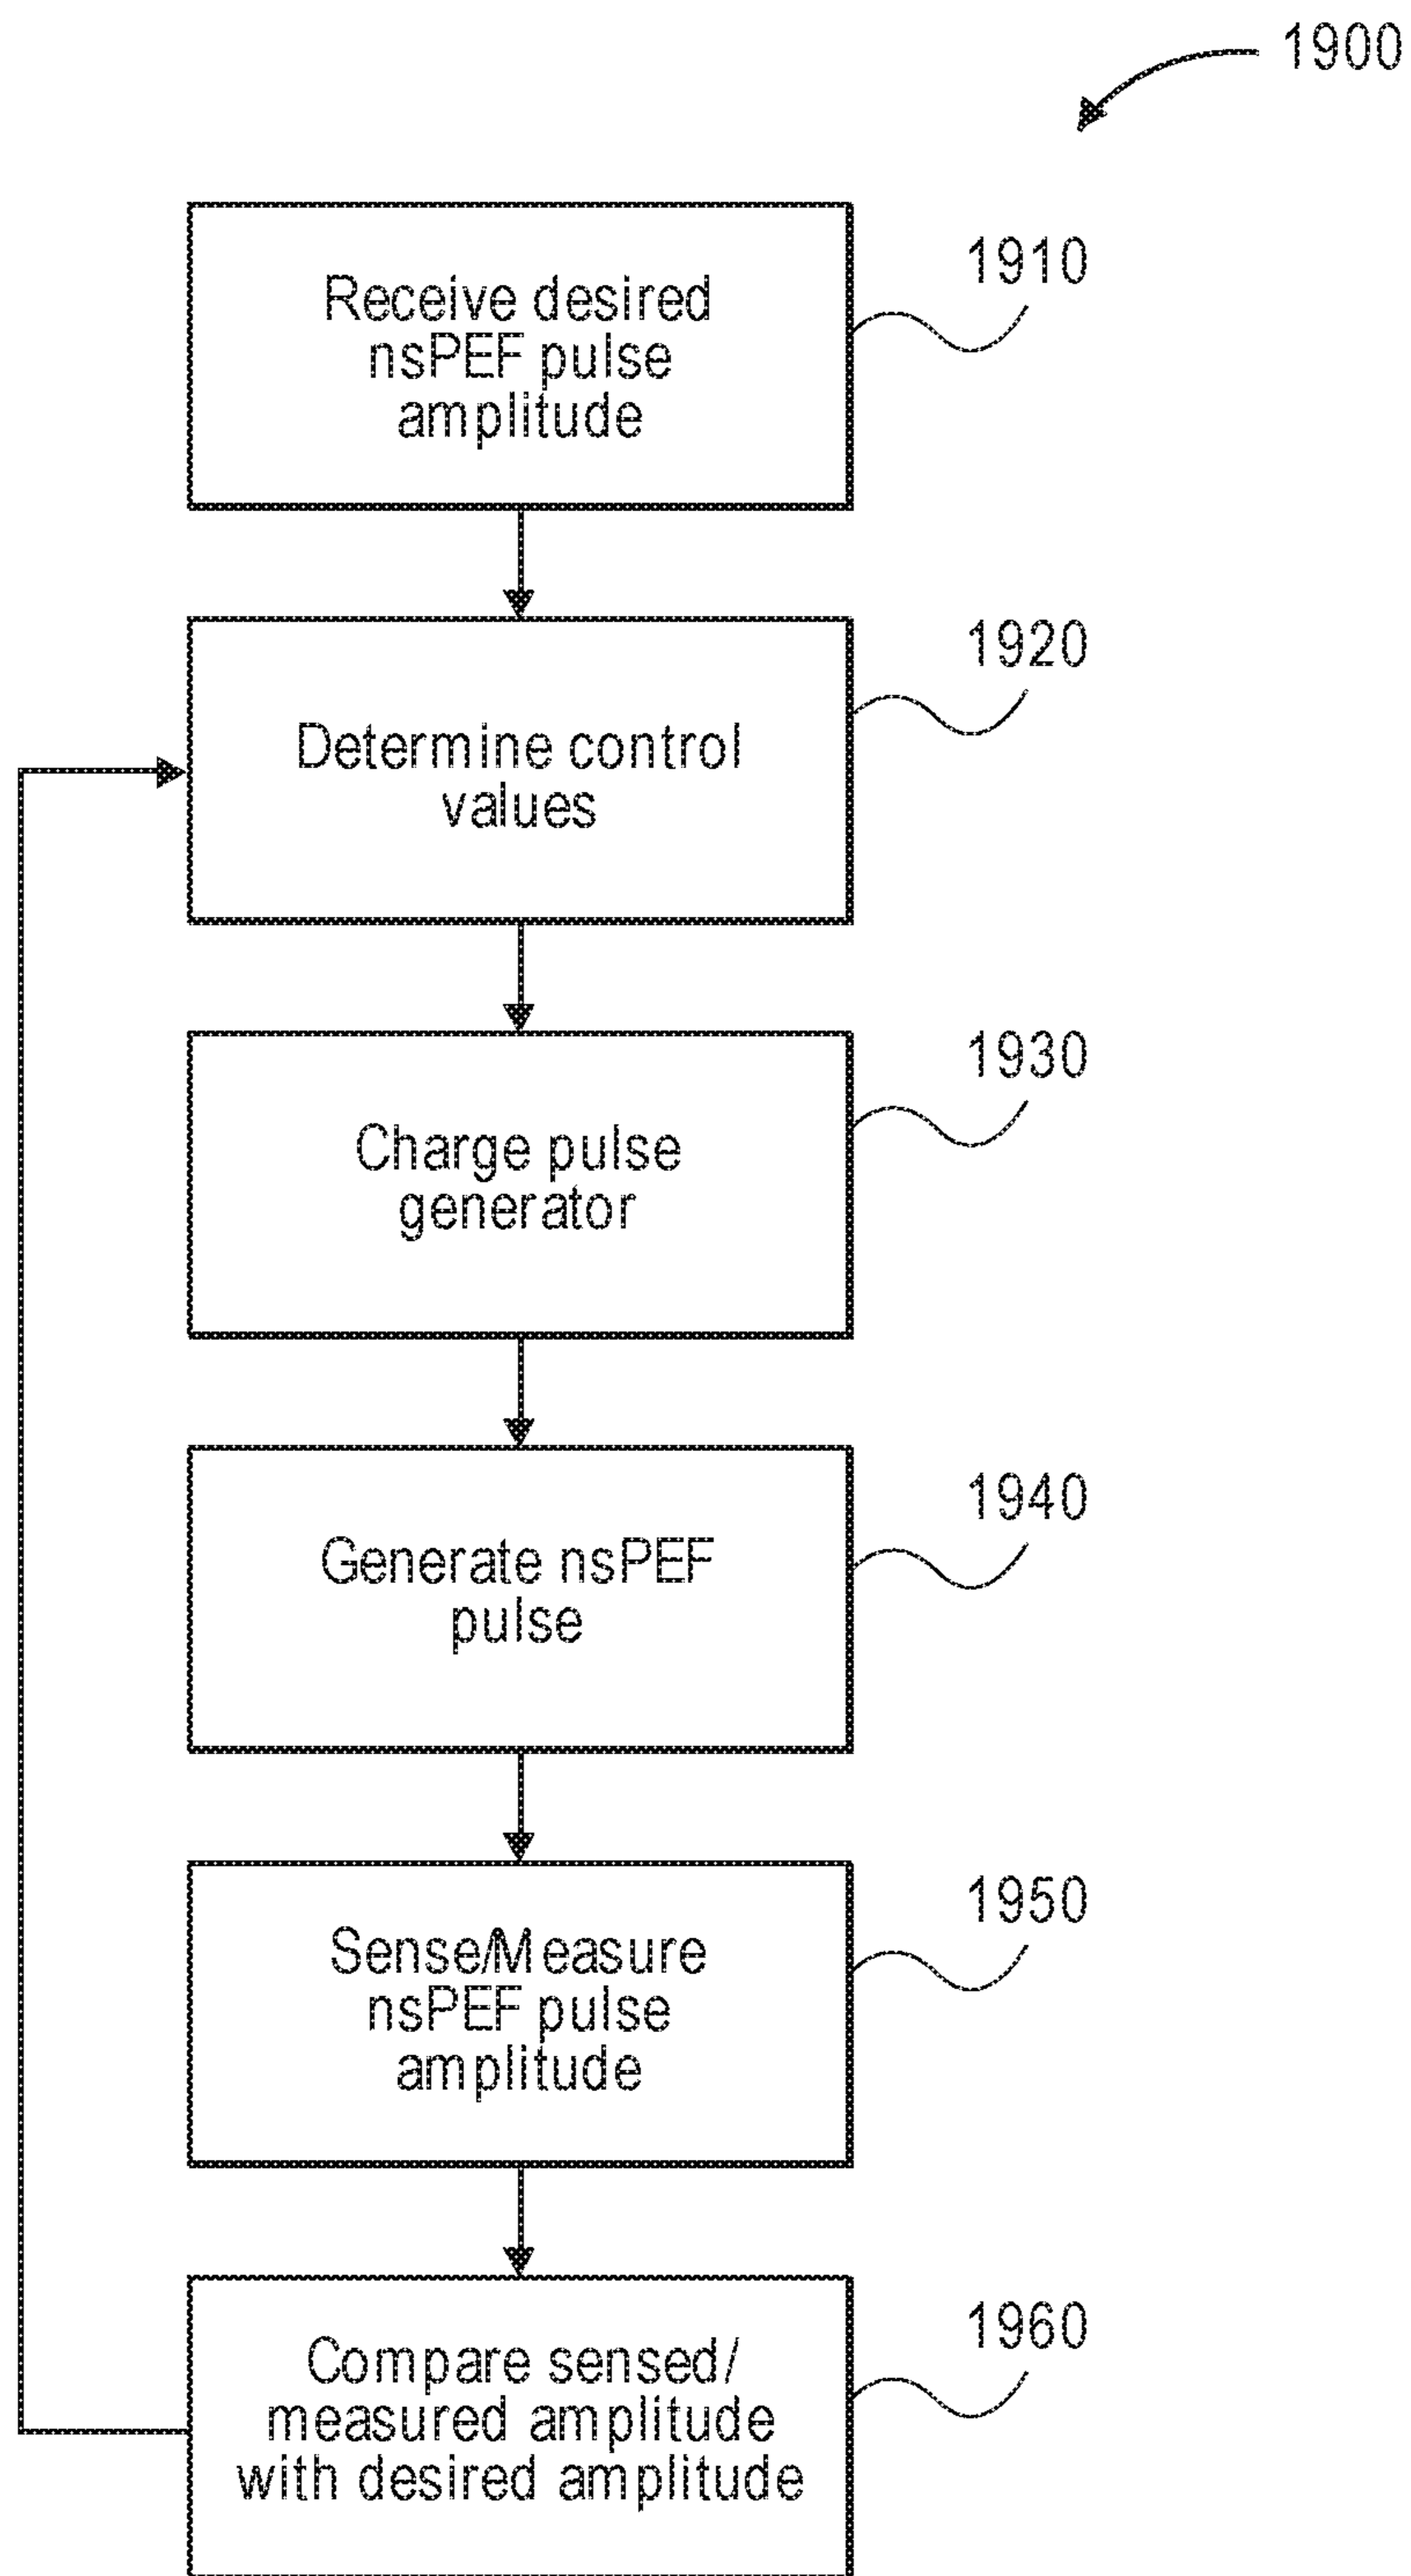 1900
Receive desired
nsPEF pulse
amplitude
1910
Determine control
values
1920
Charge pulse
generator
1930
Generate nsPEF
pulse
1940
Sense/Measure
nsPEF pulse
amplitude
1950
Compare sensed/
measured amplitude
with desired amplitude
1960